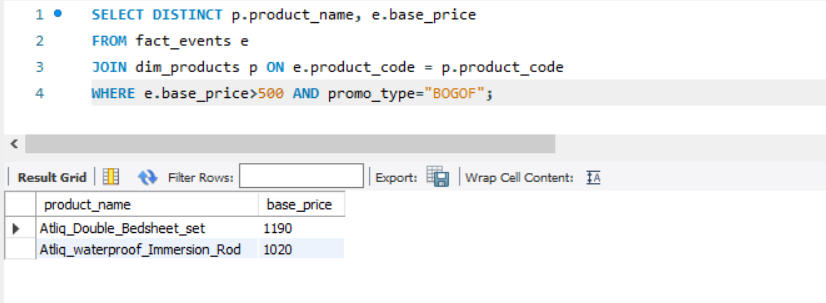 1 SELECT DISTINCT p.product_name, e.base_price
2 FROM fact_events e
3 JOIN dim_products p ON e.product_code = p.product_code
4 WHERE e.base_price>500 AND promo_type="BOGOF";
Result Grid Filter Rows: Export: Wrap Cell Content: IA
product_name base_price
Atliq_Double_Bedsheet_set 1190
Atliq_waterproof_Immersion_Rod 1020